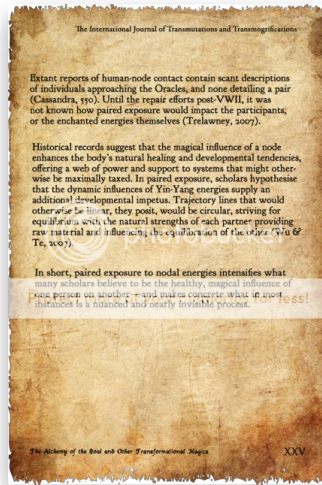 The International Journal of Transmutations and Transmogrifications
Extant reports of human-node contact contain scant descriptions
of individuals approaching the Oracles, and none detailing a pair
(Cassandra, 550). Until the repair efforts post-VWII, it was
not known how paired exposure would impact the participants,
or the enchanted energies themselves (Trelawney, 2007).
Historical records suggest that the magical influence of a node
enhances the body's natural healing and developmental tendencies,
offering a web of power and support to systems that might other-
wise be maximally taxed. In paired exposure, scholars hypothesise
that the dynamic influences of Yin-Yang energies supply an
additional developmental impetus. Trajectory lines that would
otherwise be linear, they posit, would be circular, striving for
equilibrium with the natural strengths of each partner providing
raw material and influencing the equilibration of the other (Wu &
Te, 2007).
In short, paired exposure to nodal energies intensifies what
many scholars believe to be the healthy, magical influence of
one person on another—and makes concrete what in most
instances is a nuanced and nearly invisible process.
The Alchemy of the Soul and Other Transformational Magics
XXV